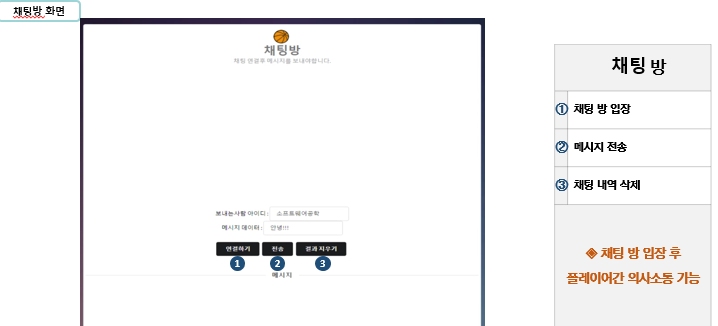 채팅방 화면
채팅방
채팅 연결후 메시지를 보내야합니다.
보내는사람 아이디 : 소프트웨어공학
메시지 데이터 : 안녕!!!
연결하기 전송 결과 지우기
1 2 3
메시지
채팅 방
① 채팅 방 입장
② 메시지 전송
③ 채팅 내역 삭제
◈ 채팅 방 입장 후
플레이어간 의사소통 가능